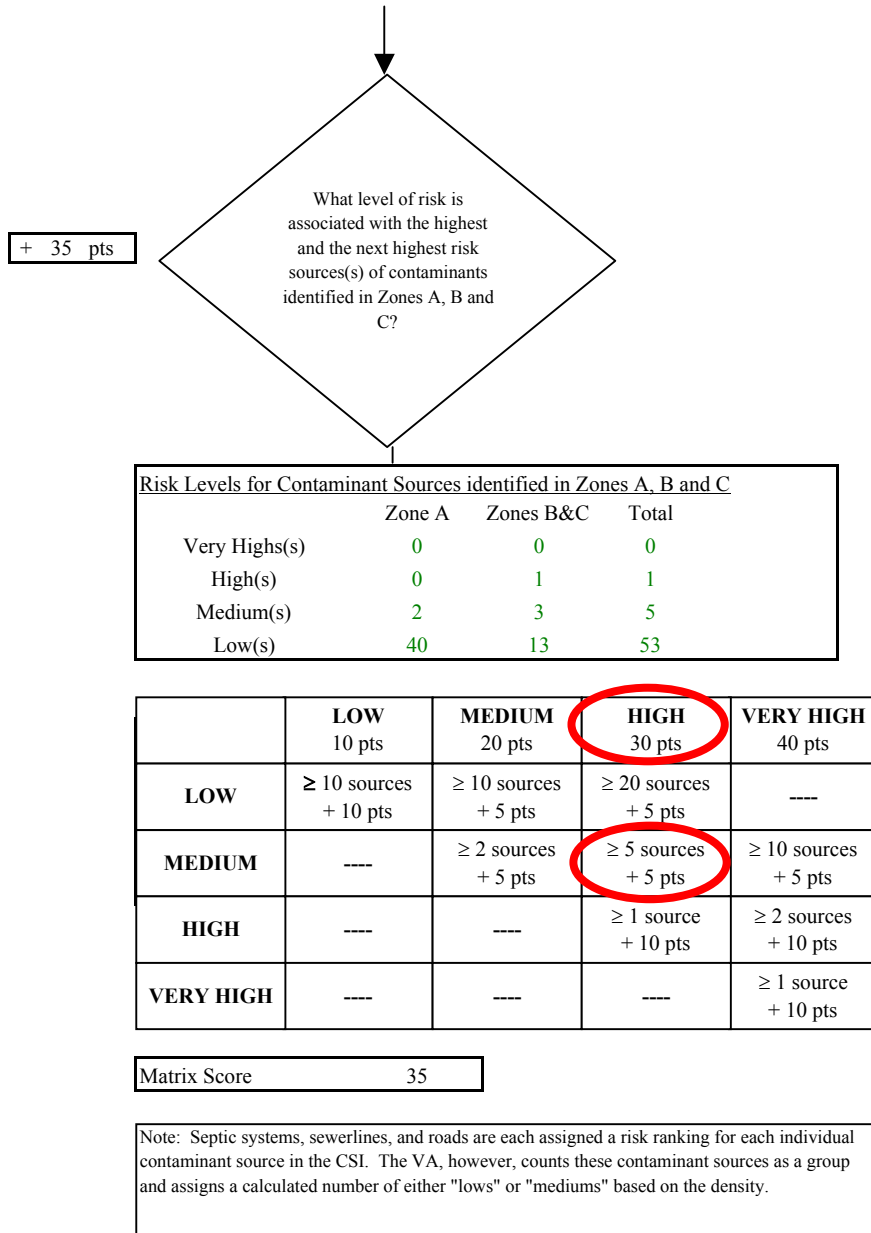 What level of risk is
associated with the highest
and the next highest risk
sources(s) of contaminants
identified in Zones A, B and
C?
+ 35 pts
Risk Levels for Contaminant Sources identified in Zones A, B and C
Zone A Zones B&C Total
Very Highs(s) 0 0 0
High(s) 0 1 1
Medium(s) 2 3 5
Low(s) 40 13 53
LOW MEDIUM HIGH VERY HIGH
10 pts 20 pts 30 pts 40 pts
LOW ≥ 10 sources ≥ 10 sources ≥ 20 sources ----
+ 10 pts + 5 pts + 5 pts
MEDIUM ---- ≥ 2 sources ≥ 5 sources ≥ 10 sources
+ 5 pts + 5 pts + 5 pts
HIGH ---- ---- ≥ 1 source ≥ 2 sources
+ 10 pts + 10 pts
VERY HIGH ---- ---- ---- ≥ 1 source
+ 10 pts
Matrix Score 35
Note: Septic systems, sewerlines, and roads are each assigned a risk ranking for each individual
contaminant source in the CSI. The VA, however, counts these contaminant sources as a group
and assigns a calculated number of either "lows" or "mediums" based on the density.